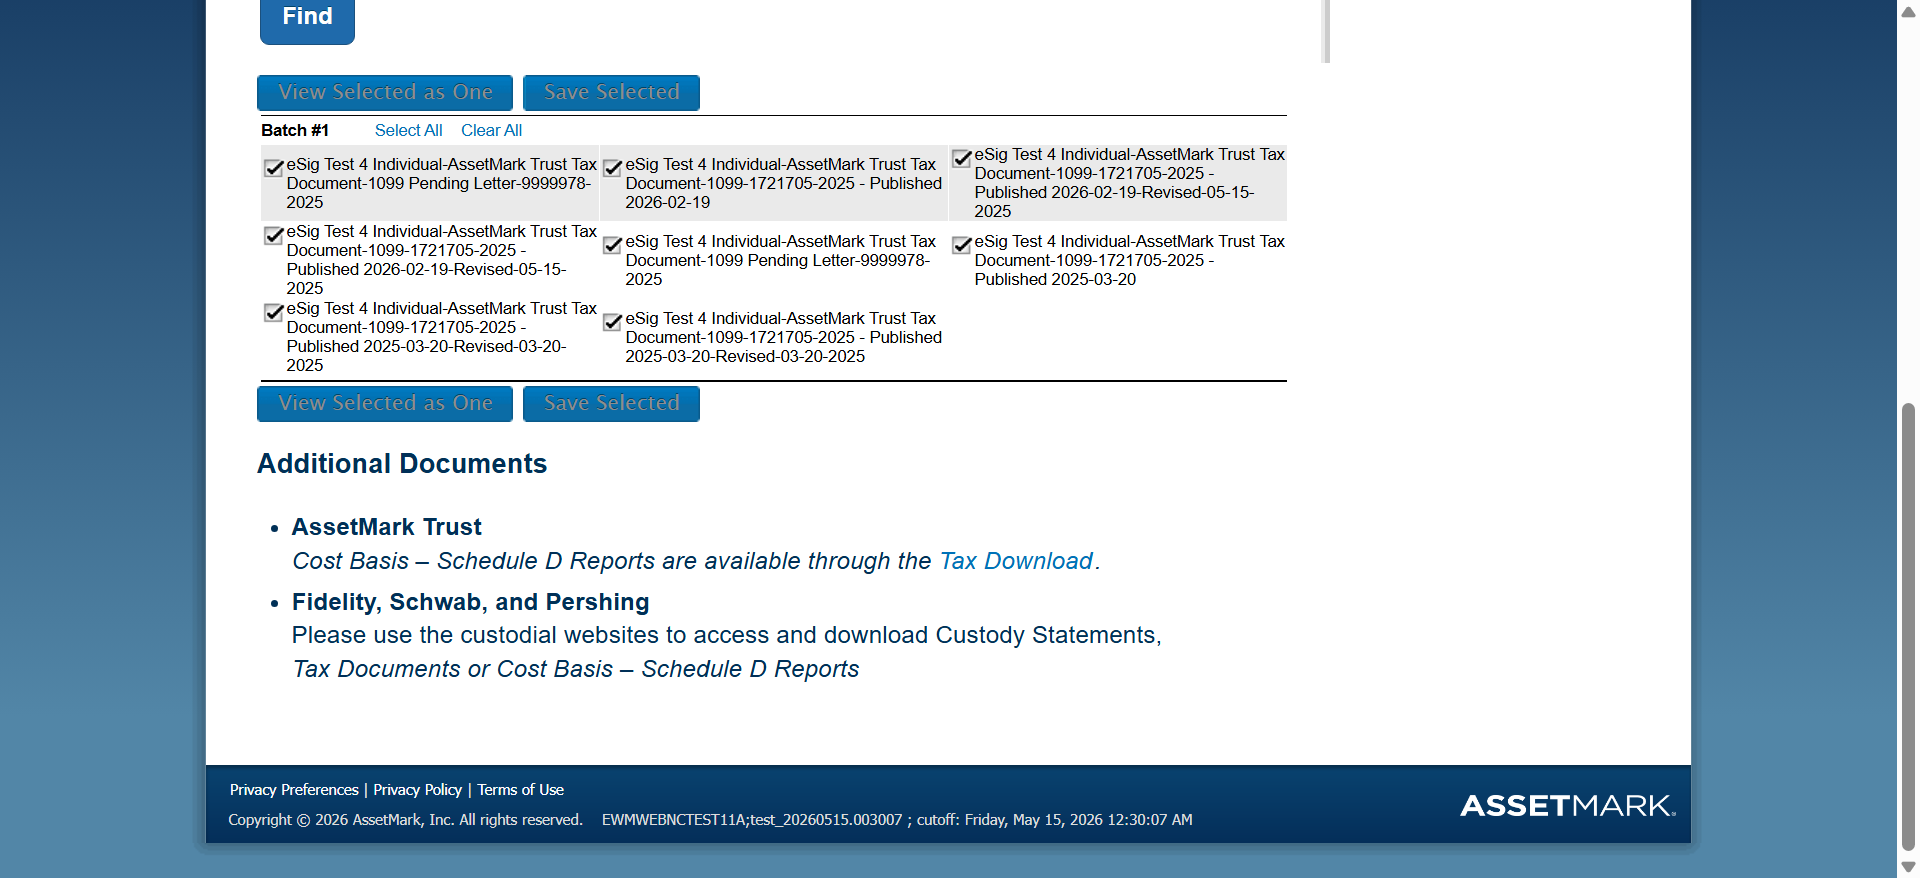 Find
View Selected as One Save Selected
Batch #1 Select All Clear All
eSig Test 4 Individual-AssetMark Trust Tax
Document-1099 Pending Letter-9999978-
2025
eSig Test 4 Individual-AssetMark Trust Tax
Document-1099-1721705-2025 - Published
2026-02-19
eSig Test 4 Individual-AssetMark Trust Tax
Document-1099-1721705-2025 -
Published 2026-02-19-Revised-05-15-
2025
eSig Test 4 Individual-AssetMark Trust Tax
Document-1099-1721705-2025 -
Published 2026-02-19-Revised-05-15-
2025
eSig Test 4 Individual-AssetMark Trust Tax
Document-1099 Pending Letter-9999978-
2025
eSig Test 4 Individual-AssetMark Trust Tax
Document-1099-1721705-2025 -
Published 2025-03-20
eSig Test 4 Individual-AssetMark Trust Tax
Document-1099-1721705-2025 -
Published 2025-03-20-Revised-03-20-
2025
eSig Test 4 Individual-AssetMark Trust Tax
Document-1099-1721705-2025 - Published
2025-03-20-Revised-03-20-2025
View Selected as One Save Selected
Additional Documents
• AssetMark Trust
Cost Basis – Schedule D Reports are available through the Tax Download.
• Fidelity, Schwab, and Pershing
Please use the custodial websites to access and download Custody Statements,
Tax Documents or Cost Basis – Schedule D Reports
Privacy Preferences | Privacy Policy | Terms of Use
Copyright © 2026 AssetMark, Inc. All rights reserved. EWMWEBNCTEST11A;test_20260515.003007 ; cutoff: Friday, May 15, 2026 12:30:07 AM
ASSETMARK.